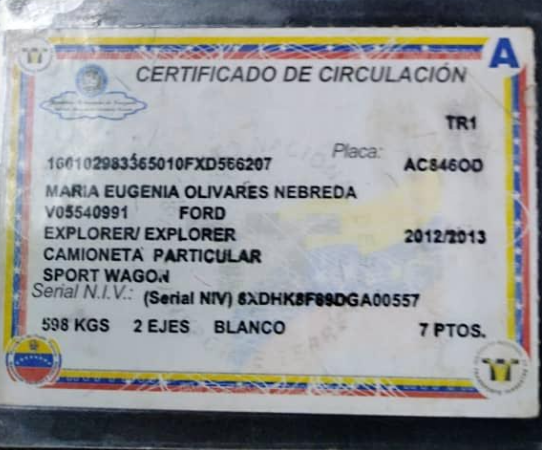 A
CERTIFICADO DE CIRCULACIÓN
TR1
Placa:
160102983365010FXD566207 AC846OD
MARIA EUGENIA OLIVARES NEBREDA
V05540991 FORD
EXPLORER/ EXPLORER 2012/2013
CAMIONETA PARTICULAR
SPORT WAGON
Serial N.I.V.: (Serial NIV) 8XDHK8F89DGA00557
598 KGS 2 EJES BLANCO 7 PTOS.